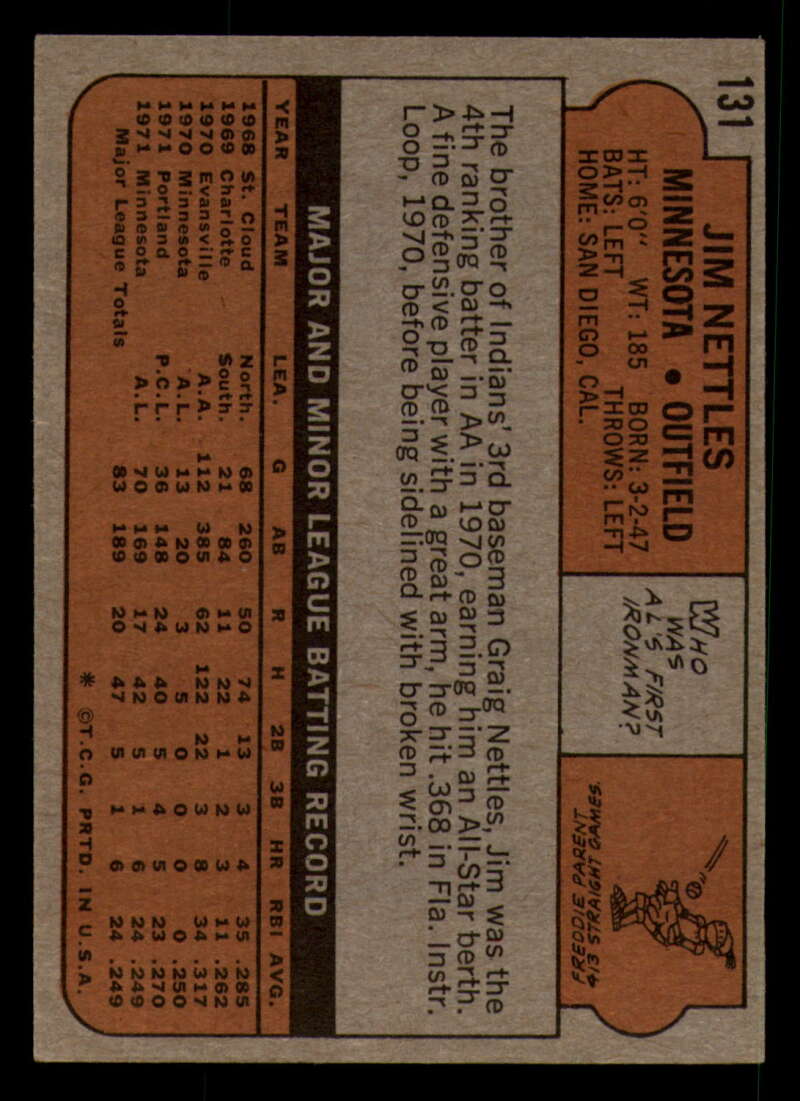 131
JIM NETTLES
MINNESOTA • OUTFIELD
HT: 6'0" WT: 185 BORN: 3-2-47
BATS: LEFT THROWS: LEFT
HOME: SAN DIEGO, CAL.
WHO
WAS
AL'S FIRST
IRONMAN?
FREDDIE PARENT
413 STRAIGHT GAMES.
The brother of Indians' 3rd baseman Graig Nettles, Jim was the
4th ranking batter in AA in 1970, earning him an All-Star berth.
A fine defensive player with a great arm, he hit .368 in Fla. Instr.
Loop, 1970, before being sidelined with broken wrist.
MAJOR AND MINOR LEAGUE BATTING RECORD
YEAR TEAM LEA. G AB R H 2B 3B HR RBI AVG.
1968 St. Cloud North. 68 260 50 74 13 3 4 35 .285
1969 Charlotte South. 21 84 11 22 1 2 3 11 .262
1970 Evansville A.A. 112 385 62 122 22 3 8 34 .317
1970 Minnesota A.L. 13 20 3 5 0 0 0 0 .250
1971 Portland P.C.L. 36 148 24 40 5 4 5 23 .270
1971 Minnesota A.L. 70 169 17 42 5 1 6 24 .249
Major League Totals 83 189 20 47 5 1 6 24 .249
* ©T.C.G. PRTD. IN U.S.A.